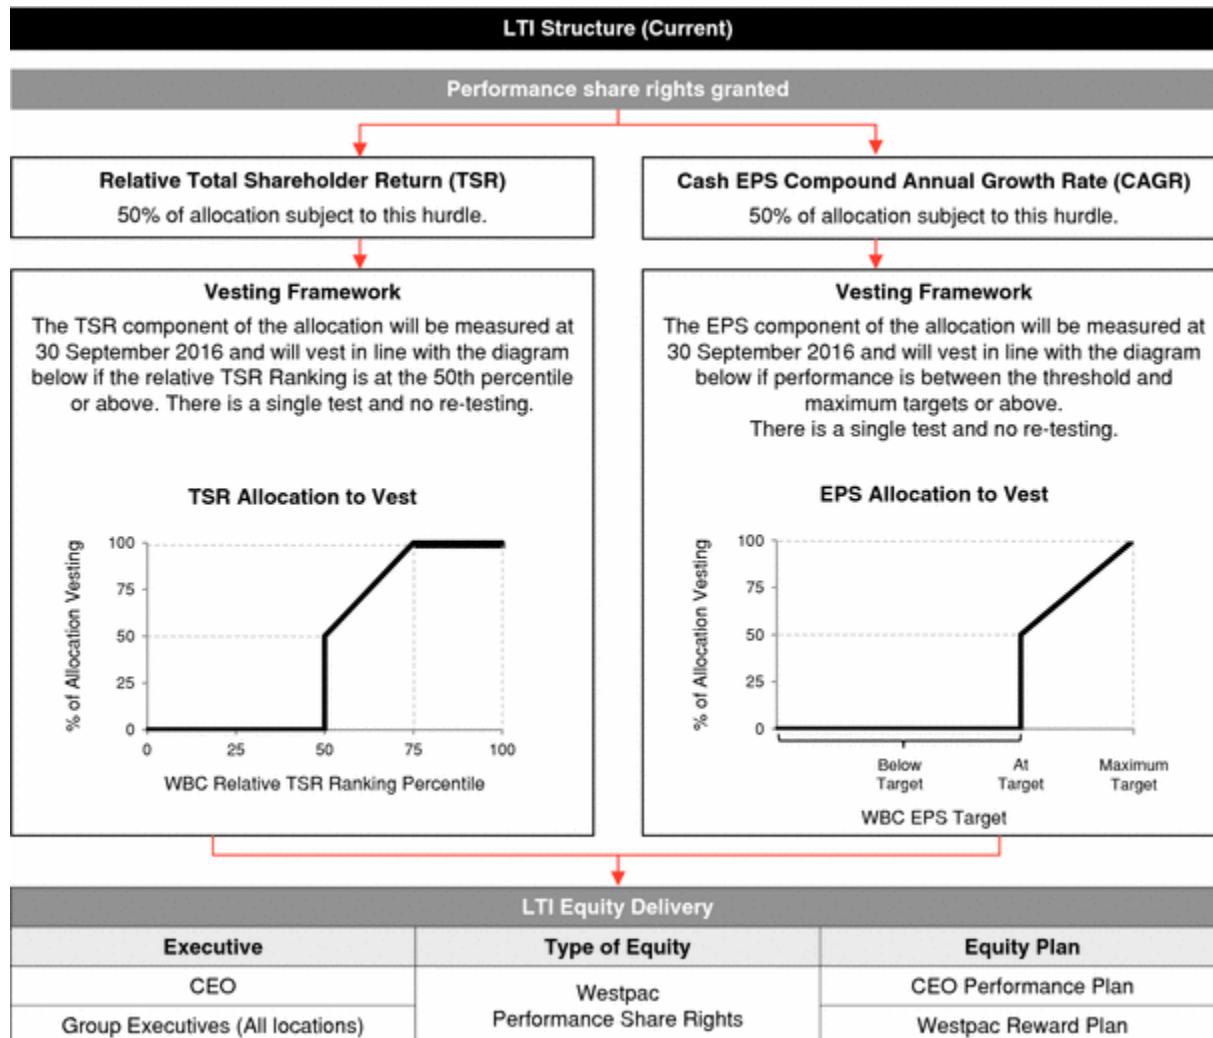 LTI Structure (Current)
Performance share rights granted
Relative Total Shareholder Return (TSR)
50% of allocation subject to this hurdle.
Cash EPS Compound Annual Growth Rate (CAGR)
50% of allocation subject to this hurdle.
Vesting Framework
The TSR component of the allocation will be measured at
30 September 2016 and will vest in line with the diagram
below if the relative TSR Ranking is at the 50th percentile
or above. There is a single test and no re-testing.
TSR Allocation to Vest
% of Allocation Vesting
100
75
50
25
0
0 25 50 75 100
WBC Relative TSR Ranking Percentile
Vesting Framework
The EPS component of the allocation will be measured at
30 September 2016 and will vest in line with the diagram
below if performance is between the threshold and
maximum targets or above.
There is a single test and no re-testing.
EPS Allocation to Vest
% of Allocation Vesting
100
75
50
25
0
Below At Maximum
Target Target Target
WBC EPS Target
LTI Equity Delivery
Executive Type of Equity Equity Plan
CEO Westpac CEO Performance Plan
Group Executives (All locations) Performance Share Rights Westpac Reward Plan